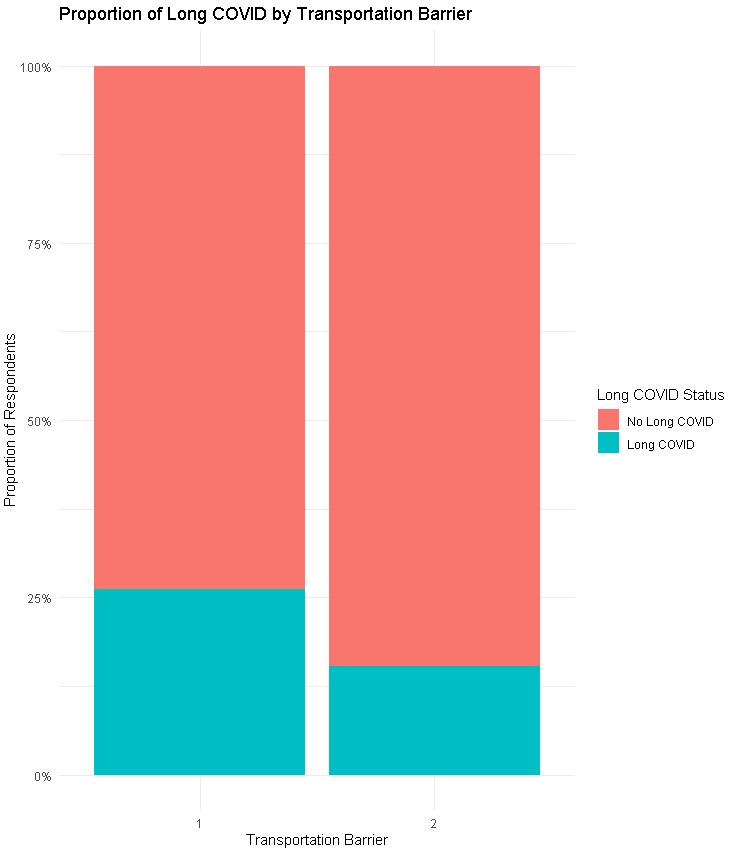 Proportion of Long COVID by Transportation Barrier
100%
75%
50%
25%
0%
Proportion of Respondents
1
2
Transportation Barrier
Long COVID Status
No Long COVID
Long COVID